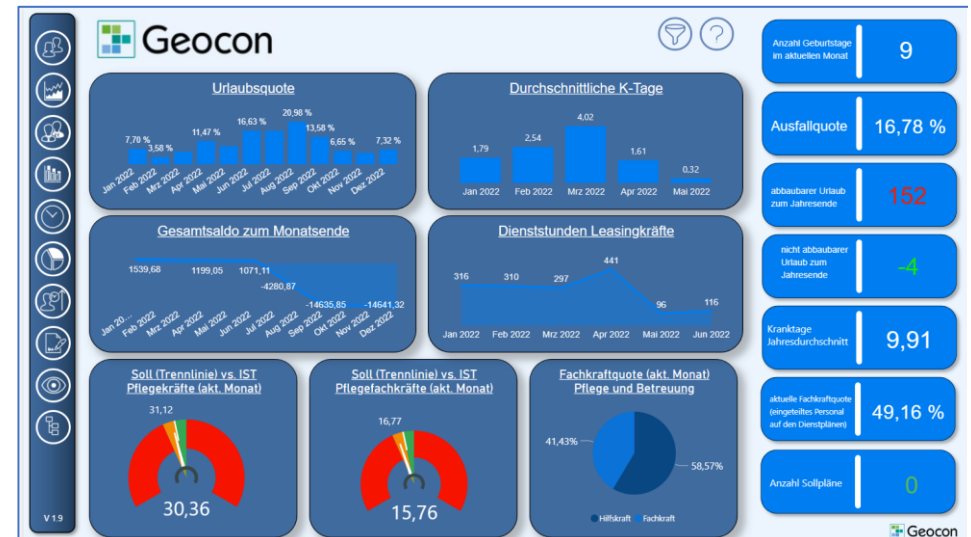 Geocon
Urlaubsquote
7,70 %
3,58 %
11,47 %
16,63 %
20,98 %
13,58 %
6,65 %
7,32 %
Jan 2022
Feb 2022
Mrz 2022
Apr 2022
Mai 2022
Jun 2022
Jul 2022
Aug 2022
Sep 2022
Okt 2022
Nov 2022
Dez 2022
Durchschnittliche K-Tage
1,79
2,54
4,02
1,61
0,32
Jan 2022 Feb 2022 Mrz 2022 Apr 2022 Mai 2022
Gesamtsaldo zum Monatsende
1539,68
1199,05
1071,11
-4280,87
-14635,85
-14641,32
Jan 20...
Feb 2022
Mrz 2022
Apr 2022
Mai 2022
Jun 2022
Jul 2022
Aug 2022
Sep 2022
Okt 2022
Nov 2022
Dez 2022
Dienststunden Leasingkräfte
316
310
297
441
96
116
Jan 2022 Feb 2022 Mrz 2022 Apr 2022 Mai 2022 Jun 2022
Soll (Trennlinie) vs. IST
Pflegekräfte (akt. Monat)
31,12
30,36
Soll (Trennlinie) vs. IST
Pflegefachkräfte (akt. Monat)
16,77
15,76
Fachkraftquote (akt. Monat)
Pflege und Betreuung
41,43%
58,57%
Hilfskraft Fachkraft
Anzahl Geburtstage
im aktuellen Monat
9
Ausfallquote
16,78 %
abbaubarer Urlaub
zum Jahresende
152
nicht abbaubarer
Urlaub zum
Jahresende
-4
Kranktage
Jahresdurchschnitt
9,91
aktuelle Fachkraftquote
(eingeteiltes Personal
auf den Dienstplänen)
49,16 %
Anzahl Sollpläne
0
V 1.9
Geocon